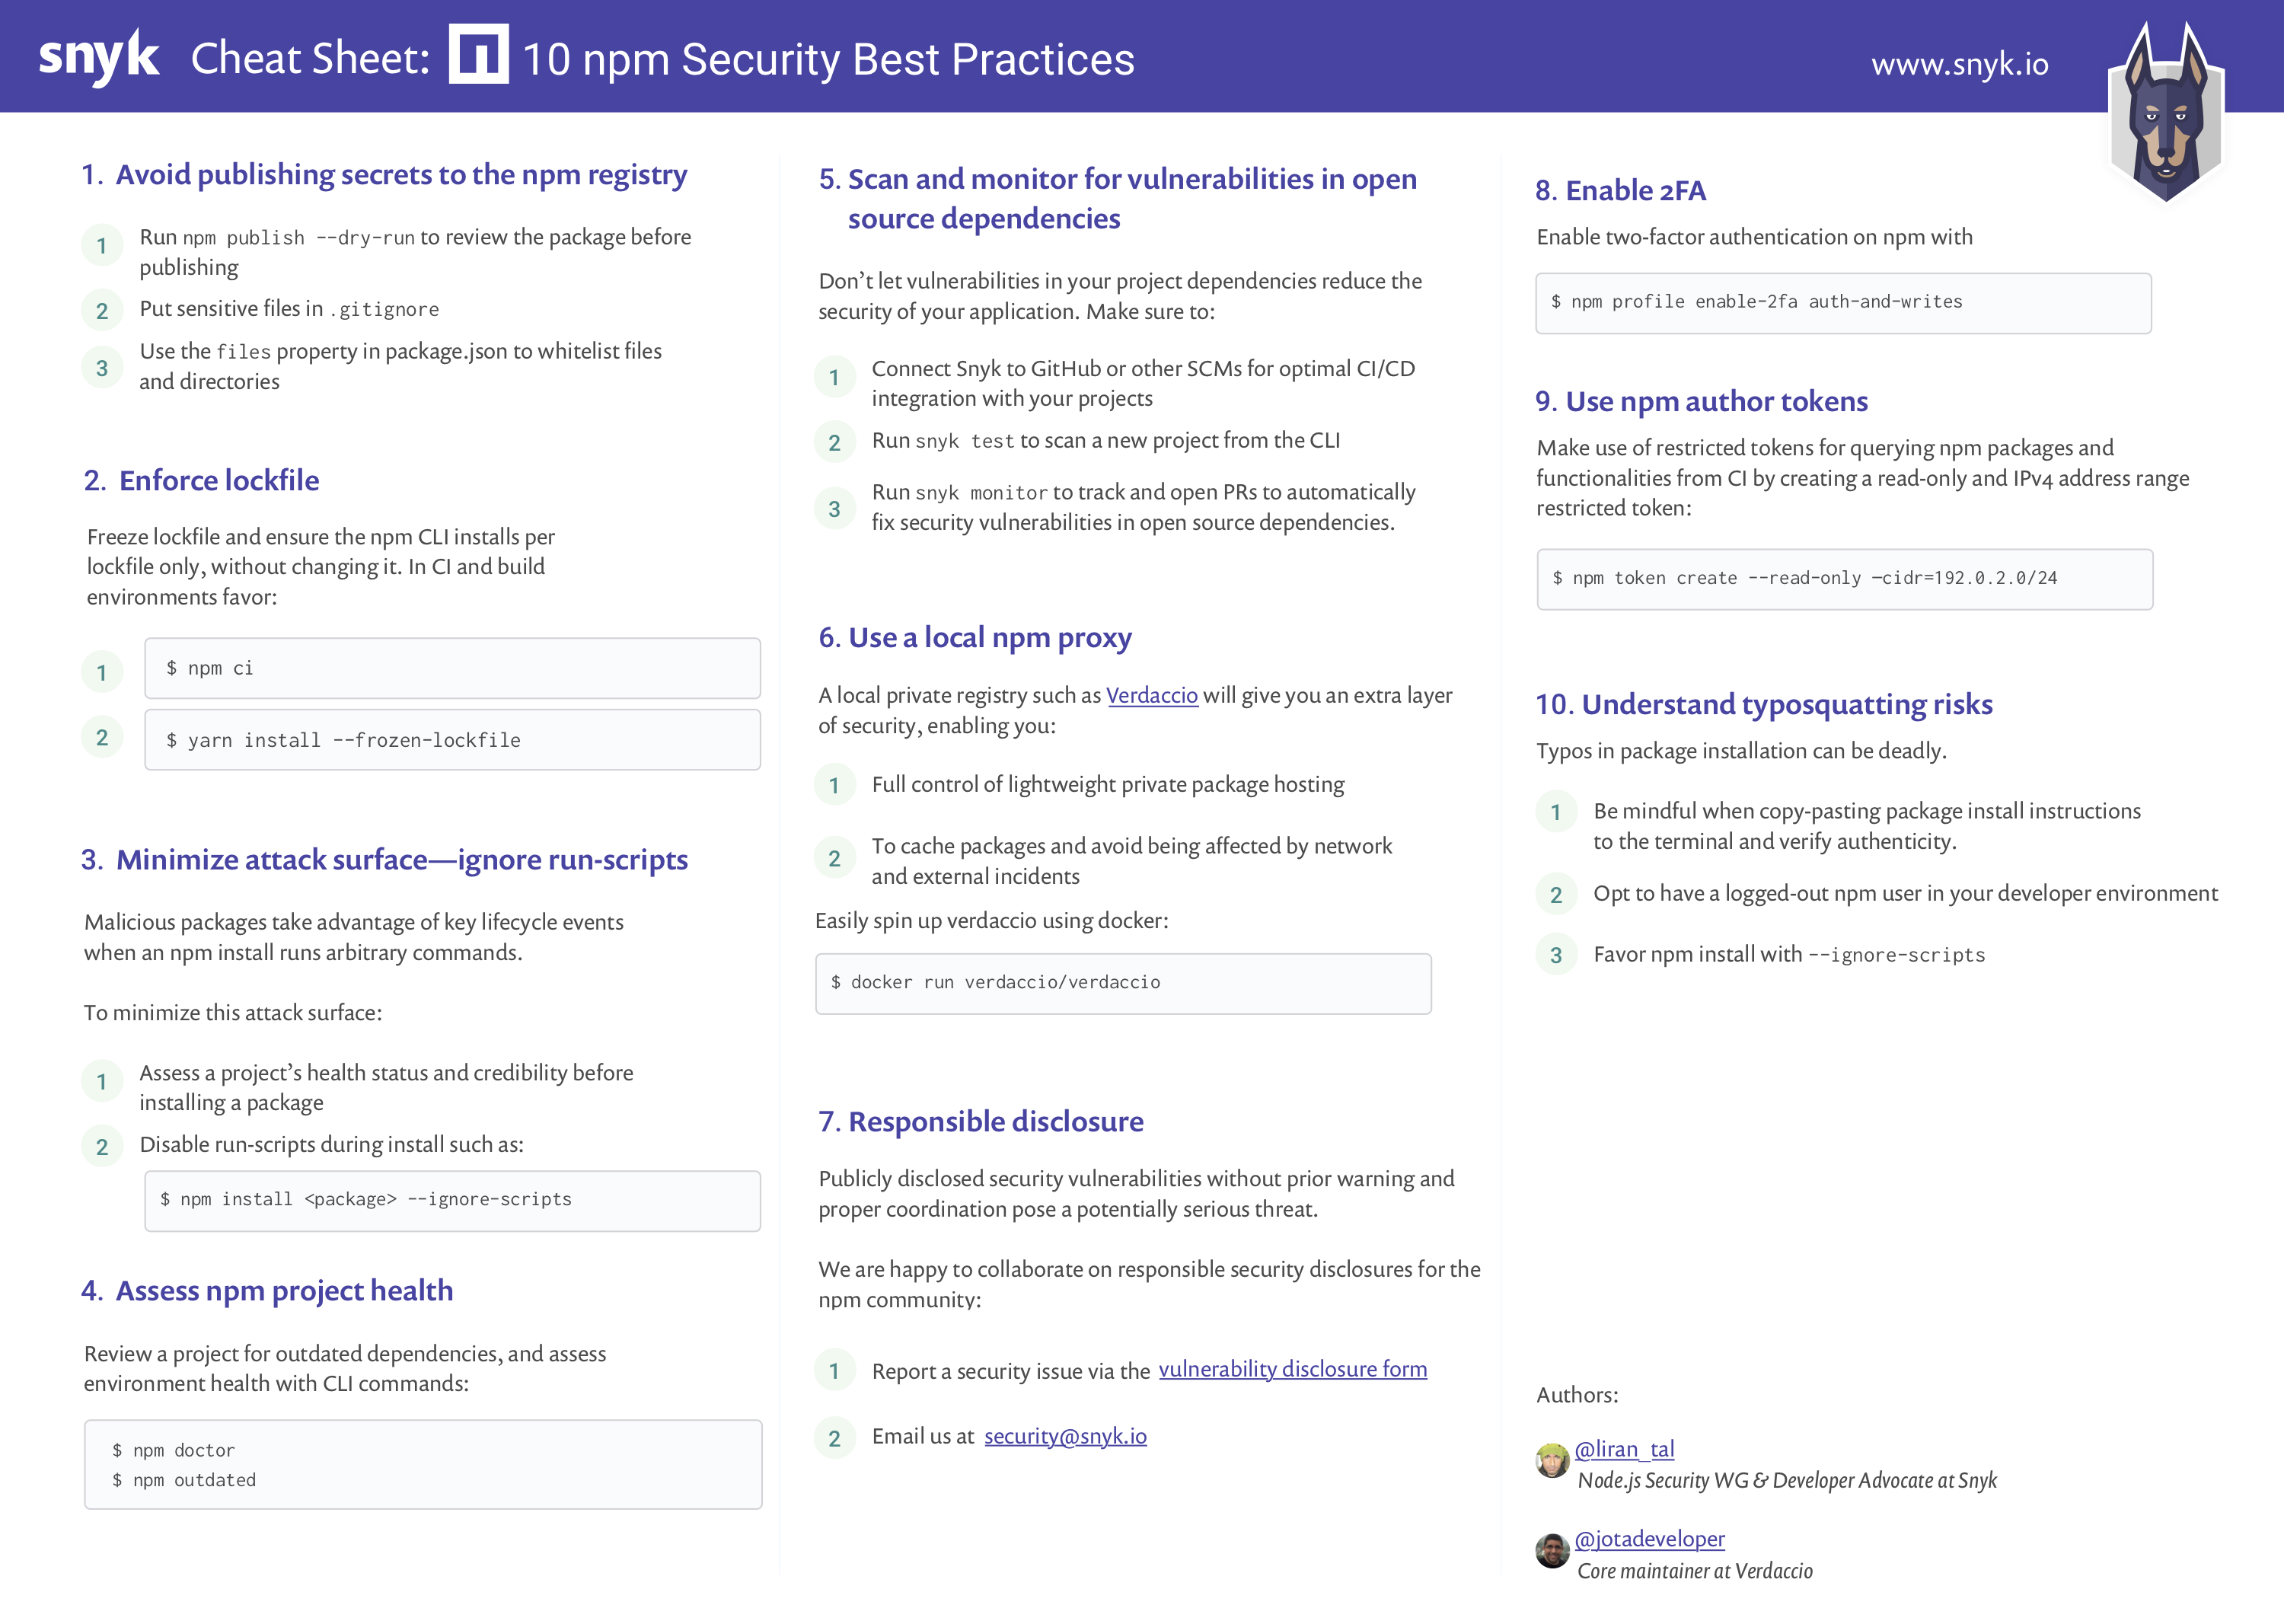 snyk Cheat Sheet: 10 npm Security Best Practices
www.snyk.io
1. Avoid publishing secrets to the npm registry
1 Run npm publish --dry-run to review the package before
publishing
2 Put sensitive files in .gitignore
3 Use the files property in package.json to whitelist files
and directories
2. Enforce lockfile
Freeze lockfile and ensure the npm CLI installs per
lockfile only, without changing it. In CI and build
environments favor:
1 $ npm ci
2 $ yarn install --frozen-lockfile
3. Minimize attack surface—ignore run-scripts
Malicious packages take advantage of key lifecycle events
when an npm install runs arbitrary commands.
To minimize this attack surface:
1 Assess a project’s health status and credibility before
installing a package
2 Disable run-scripts during install such as:
$ npm install <package> --ignore-scripts
4. Assess npm project health
Review a project for outdated dependencies, and assess
environment health with CLI commands:
$ npm doctor
$ npm outdated
5. Scan and monitor for vulnerabilities in open
source dependencies
Don’t let vulnerabilities in your project dependencies reduce the
security of your application. Make sure to:
1 Connect Snyk to GitHub or other SCMs for optimal CI/CD
integration with your projects
2 Run snyk test to scan a new project from the CLI
3 Run snyk monitor to track and open PRs to automatically
fix security vulnerabilities in open source dependencies.
6. Use a local npm proxy
A local private registry such as Verdaccio will give you an extra layer
of security, enabling you:
1 Full control of lightweight private package hosting
2 To cache packages and avoid being affected by network
and external incidents
Easily spin up verdaccio using docker:
$ docker run verdaccio/verdaccio
7. Responsible disclosure
Publicly disclosed security vulnerabilities without prior warning and
proper coordination pose a potentially serious threat.
We are happy to collaborate on responsible security disclosures for the
npm community:
1 Report a security issue via the vulnerability disclosure form
2 Email us at security@snyk.io
8. Enable 2FA
Enable two-factor authentication on npm with
$ npm profile enable-2fa auth-and-writes
9. Use npm author tokens
Make use of restricted tokens for querying npm packages and
functionalities from CI by creating a read-only and IPv4 address range
restricted token:
$ npm token create --read-only —cidr=192.0.2.0/24
10. Understand typosquatting risks
Typos in package installation can be deadly.
1 Be mindful when copy-pasting package install instructions
to the terminal and verify authenticity.
2 Opt to have a logged-out npm user in your developer environment
3 Favor npm install with --ignore-scripts
Authors:
@liran_tal
Node.js Security WG & Developer Advocate at Snyk
@jotadeveloper
Core maintainer at Verdaccio